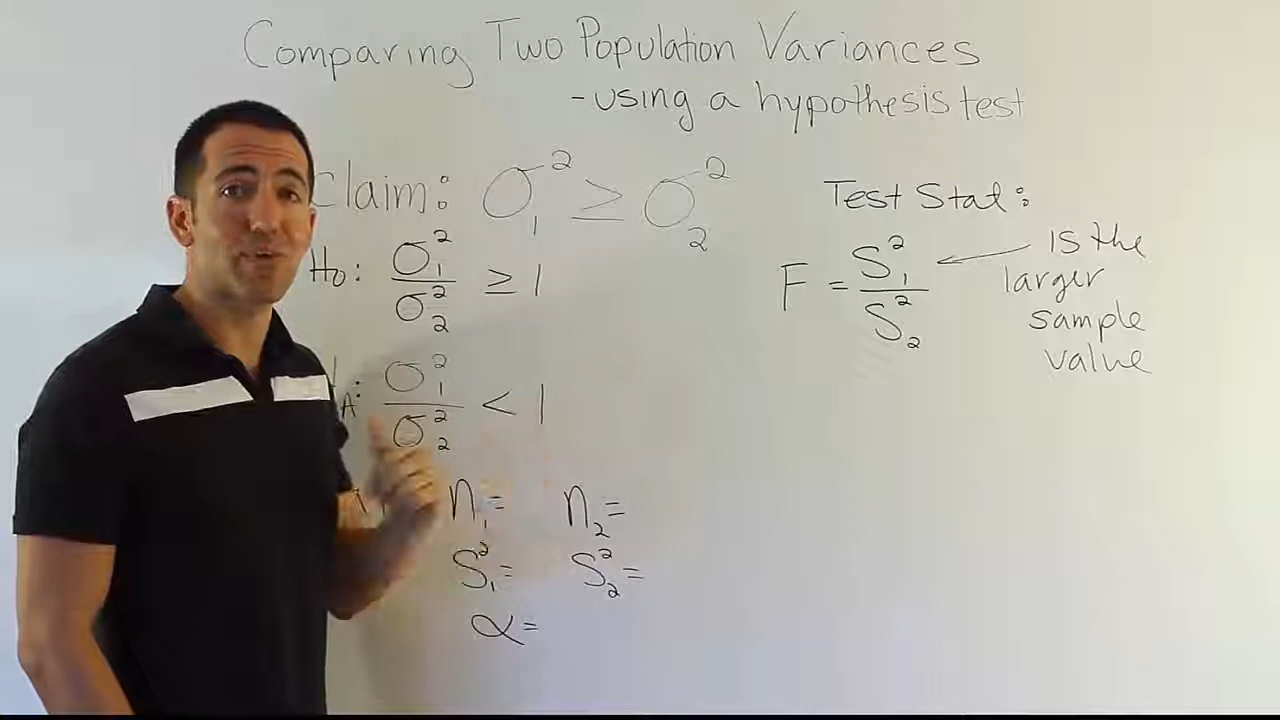 Comparing Two Population Variances
- using a hypothesis test
Claim: σ₁² ≥ σ₂²
H₀: σ₁²/σ₂² ≥ 1
A: σ₁²/σ₂² < 1
n₁= n₂=
S₁²= S₂²=
α=
Test Stat:
F = S₁²/S₂²
is the
larger
sample
value